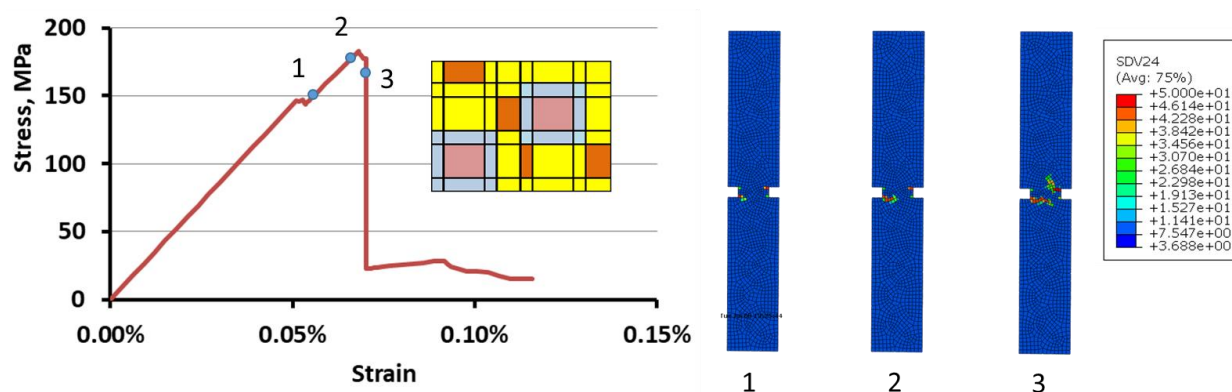 Stress, MPa
200
150
100
50
0
0.00%
0.05%
0.10%
0.15%
Strain
1
2
3
1
2
3
SDV24
(Avg: 75%)
+5.000e+01
+4.614e+01
+4.228e+01
+3.842e+01
+3.456e+01
+3.070e+01
+2.684e+01
+2.298e+01
+1.913e+01
+1.527e+01
+1.141e+01
+7.547e+00
+3.688e+00